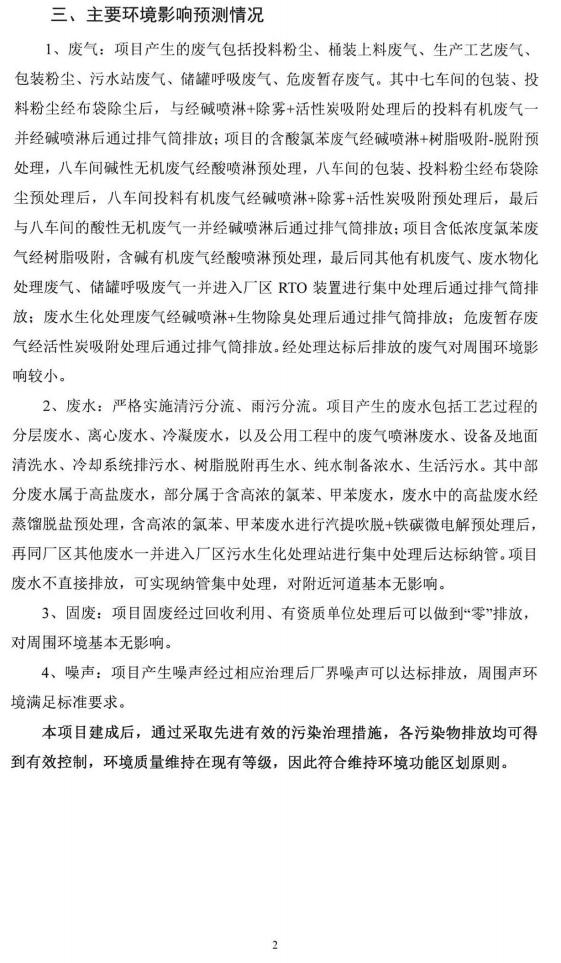 三、主要环境影响预测情况
1、废气：项目产生的废气包括投料粉尘、桶装上料废气、生产工艺废气、
包装粉尘、污水站废气、储罐呼吸废气、危废暂存废气。其中七车间的包装、投
料粉尘经布袋除尘后，与经碱喷淋+除雾+活性炭吸附处理后的投料有机废气一
并经碱喷淋后通过排气筒排放；项目的含酸氯苯废气经碱喷淋+树脂吸附-脱附预
处理，八车间碱性无机废气经酸喷淋预处理，八车间的包装、投料粉尘经布袋除
尘预处理后，八车间投料有机废气经碱喷淋+除雾+活性炭吸附预处理后，最后
与八车间的酸性无机废气一并经碱喷淋后通过排气筒排放；项目含低浓度氯苯废
气经树脂吸附，含碱有机废气经酸喷淋预处理，最后同其他有机废气、废水物化
处理废气、储罐呼吸废气一并进入厂区 RTO 装置进行集中处理后通过排气筒排
放；废水生化处理废气经碱喷淋+生物除臭处理后通过排气筒排放；危废暂存废
气经活性炭吸附处理后通过排气筒排放。经处理达标后排放的废气对周围环境影
响较小。
2、废水：严格实施清污分流、雨污分流。项目产生的废水包括工艺过程的
分层废水、离心废水、冷凝废水，以及公用工程中的废气喷淋废水、设备及地面
清洗水、冷却系统排污水、树脂脱附再生水、纯水制备浓水、生活污水。其中部
分废水属于高盐废水，部分属于含高浓的氯苯、甲苯废水，废水中的高盐废水经
蒸馏脱盐预处理，含高浓的氯苯、甲苯废水进行汽提吹脱+铁碳微电解预处理后，
再同厂区其他废水一并进入厂区污水生化处理站进行集中处理后达标纳管。项目
废水不直接排放，可实现纳管集中处理，对附近河道基本无影响。
3、固废：项目固废经过回收利用、有资质单位处理后可以做到“零”排放，
对周围环境基本无影响。
4、噪声：项目产生噪声经过相应治理后厂界噪声可以达标排放，周围声环
境满足标准要求。
本项目建成后，通过采取先进有效的污染治理措施，各污染物排放均可得
到有效控制，环境质量维持在现有等级，因此符合维持环境功能区划原则。
2